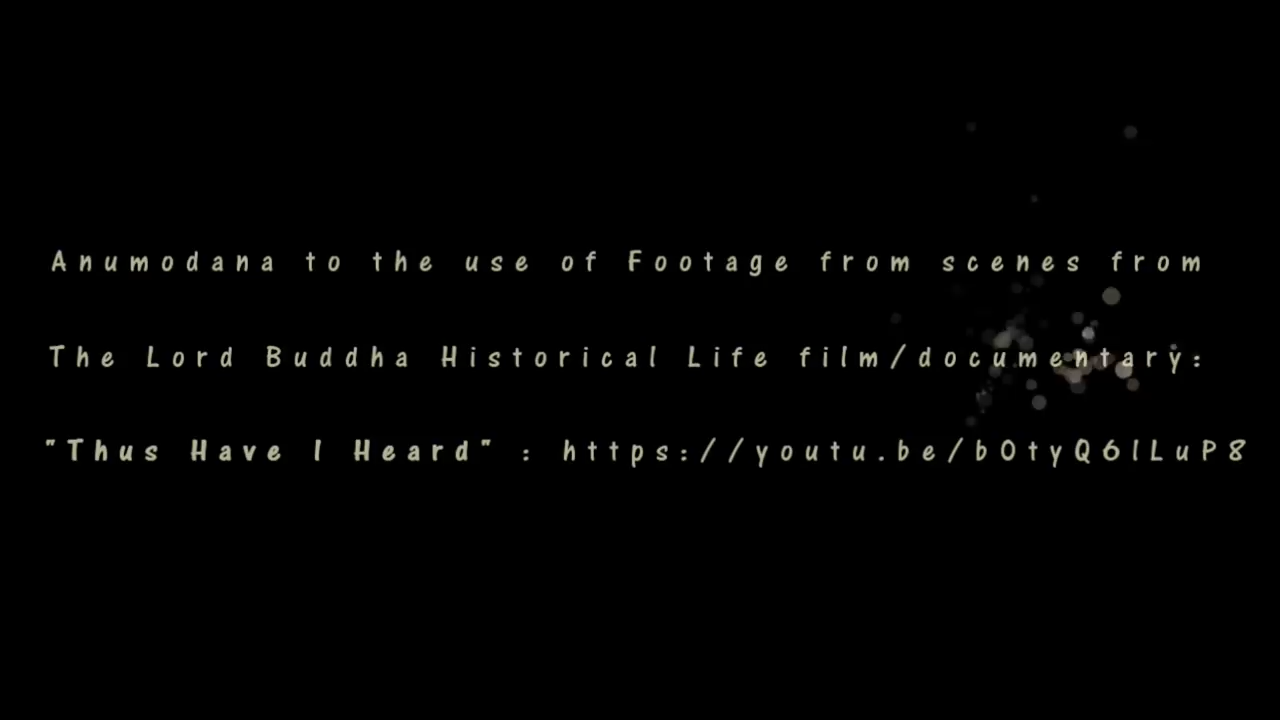 Anumodana to the use of Footage from scenes from
The Lord Buddha Historical Life film/documentary:
"Thus Have I Heard" : https://youtu.be/bOtyQ6lLuP8